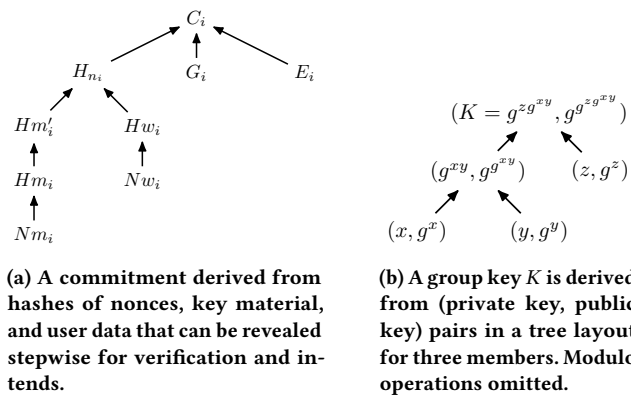 C_i
H_{n_i} G_i E_i
Hm'_i Hw_i
Hm_i Nw_i
Nm_i
(a) A commitment derived from
hashes of nonces, key material,
and user data that can be revealed
stepwise for verification and in-
tends.
(K = g^{zg^{xy}}, g^{g^{zg^{xy}}})
(g^{xy}, g^{g^{xy}}) (z, g^z)
(x, g^x) (y, g^y)
(b) A group key K is derived
from (private key, public
key) pairs in a tree layout
for three members. Modulo
operations omitted.